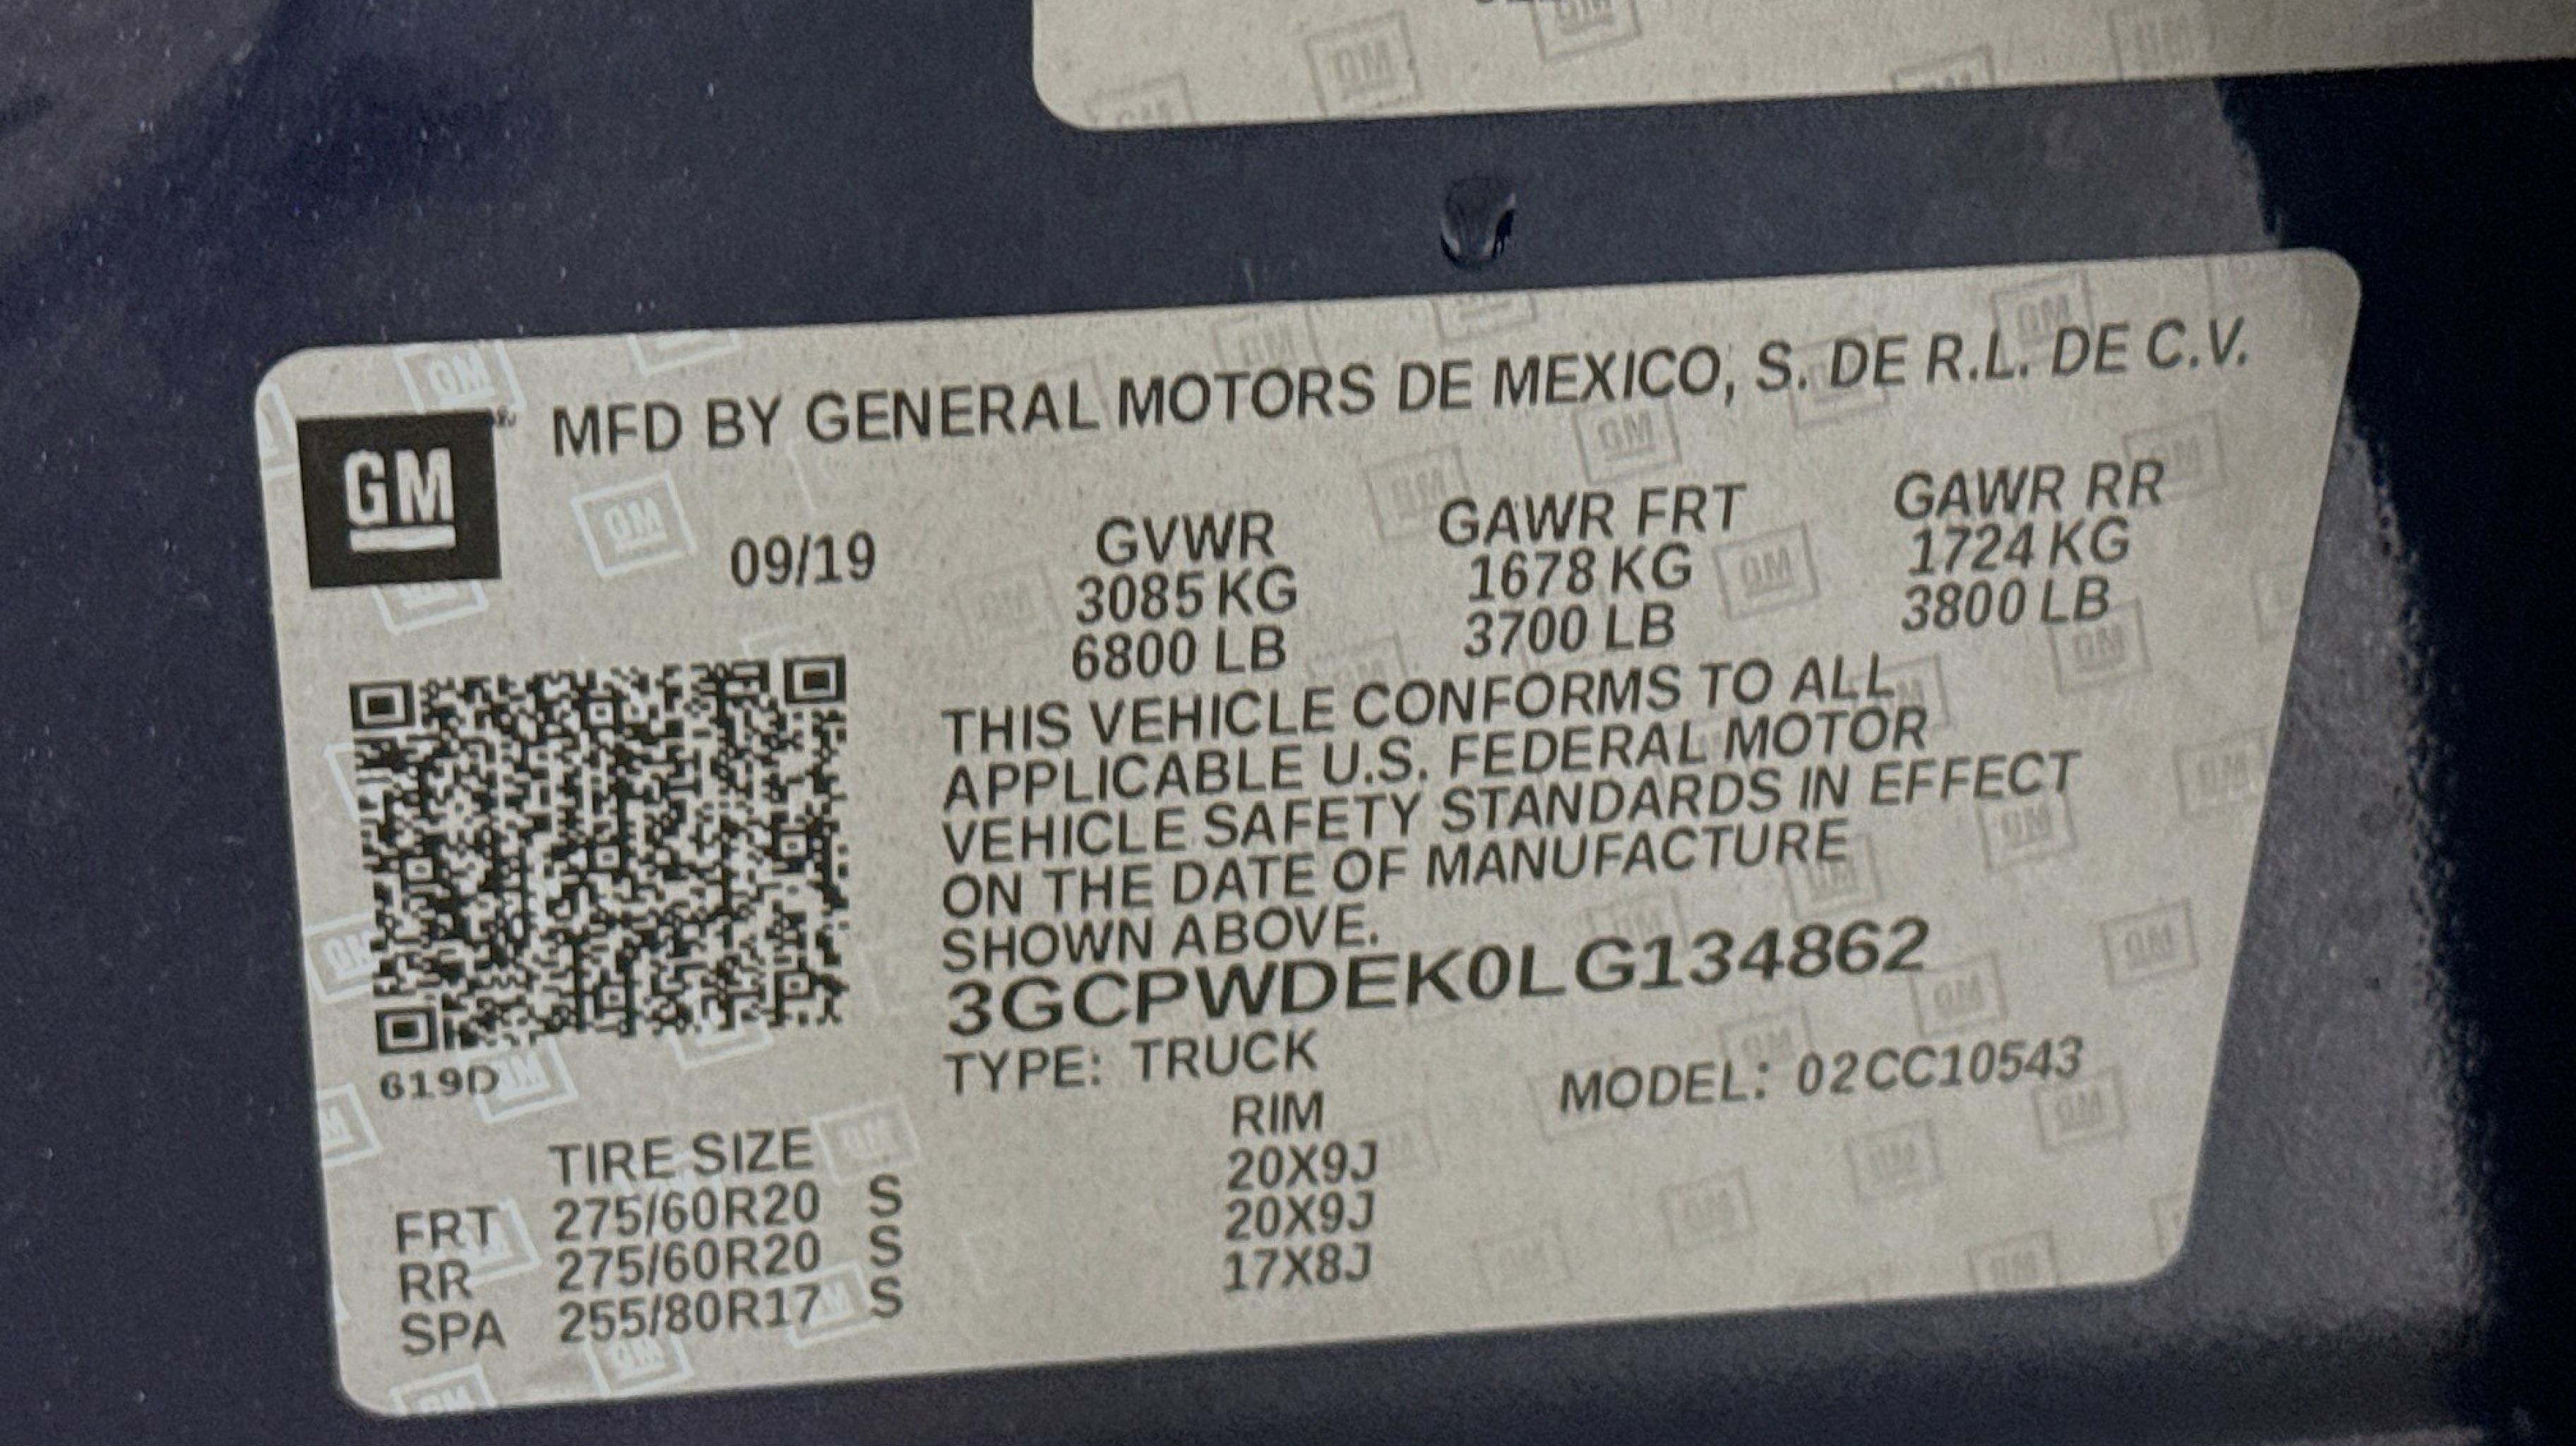 MFD BY GENERAL MOTORS DE MEXICO, S. DE R.L. DE C.V.
GM
09/19
GVWR GAWR FRT GAWR RR
3085 KG 1678 KG 1724 KG
6800 LB 3700 LB 3800 LB
THIS VEHICLE CONFORMS TO ALL
APPLICABLE U.S. FEDERAL MOTOR
VEHICLE SAFETY STANDARDS IN EFFECT
ON THE DATE OF MANUFACTURE
SHOWN ABOVE.
3GCPWDEK0LG134862
619D
TYPE: TRUCK MODEL: 02CC10543
TIRE SIZE RIM
FRT 275/60R20 S 20X9J
RR 275/60R20 S 20X9J
SPA 255/80R17 S 17X8J